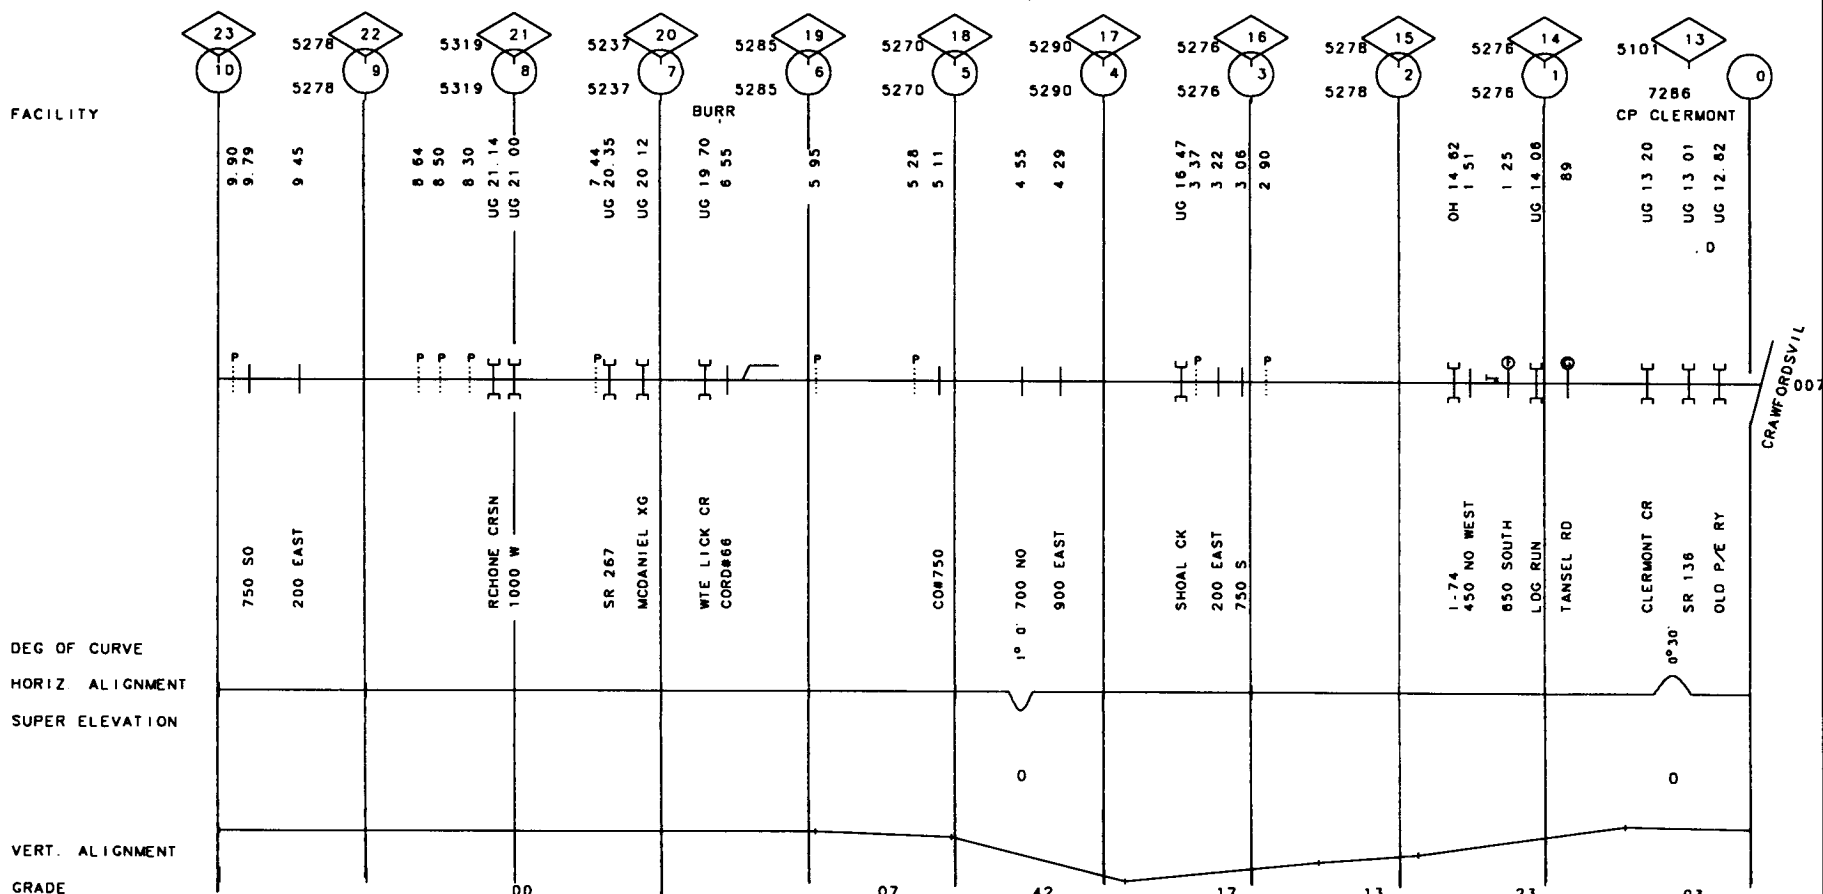 23 22 21 20 19 18 17 16 15 14 13
5278 5319 5237 5285 5270 5290 5276 5278 5276 5101
10 9 8 7 6 5 4 3 2 1 0
5278 5319 5237 5285 5270 5290 5276 5278 5276 7286
FACILITY
BURR
CP CLERMONT
9.90
9.79
9 45
8 64
8 50
8 30
UG 21.14
UG 21 00
7.44
UG 20.35
UG 20 12
UG 19 70
6 55
5 95
5 28
5 11
4 55
4 29
UG 16 47
3 37
3 22
3 06
2 90
OH 14 62
1 51
1 25
UG 14 06
89
UG 13 20
UG 13 01
UG 12.82
. D
P P P P P P P P P
CRAWFORDSVIL
007
750 SO
200 EAST
RCHONE CRSN
1000 W
SR 267
MCDANIEL XG
WTE LICK CR
CORD#66
CO#750
700 NO
900 EAST
SHOAL CK
200 EAST
750 S
I-74
450 NO WEST
650 SOUTH
LDG RUN
TANSEL RD
CLERMONT CR
SR 136
OLD P/E RY
DEG OF CURVE
1° 0'
0°30'
HORIZ. ALIGNMENT
SUPER ELEVATION
0 0
VERT. ALIGNMENT
GRADE
00 07 42 17 13 23 03